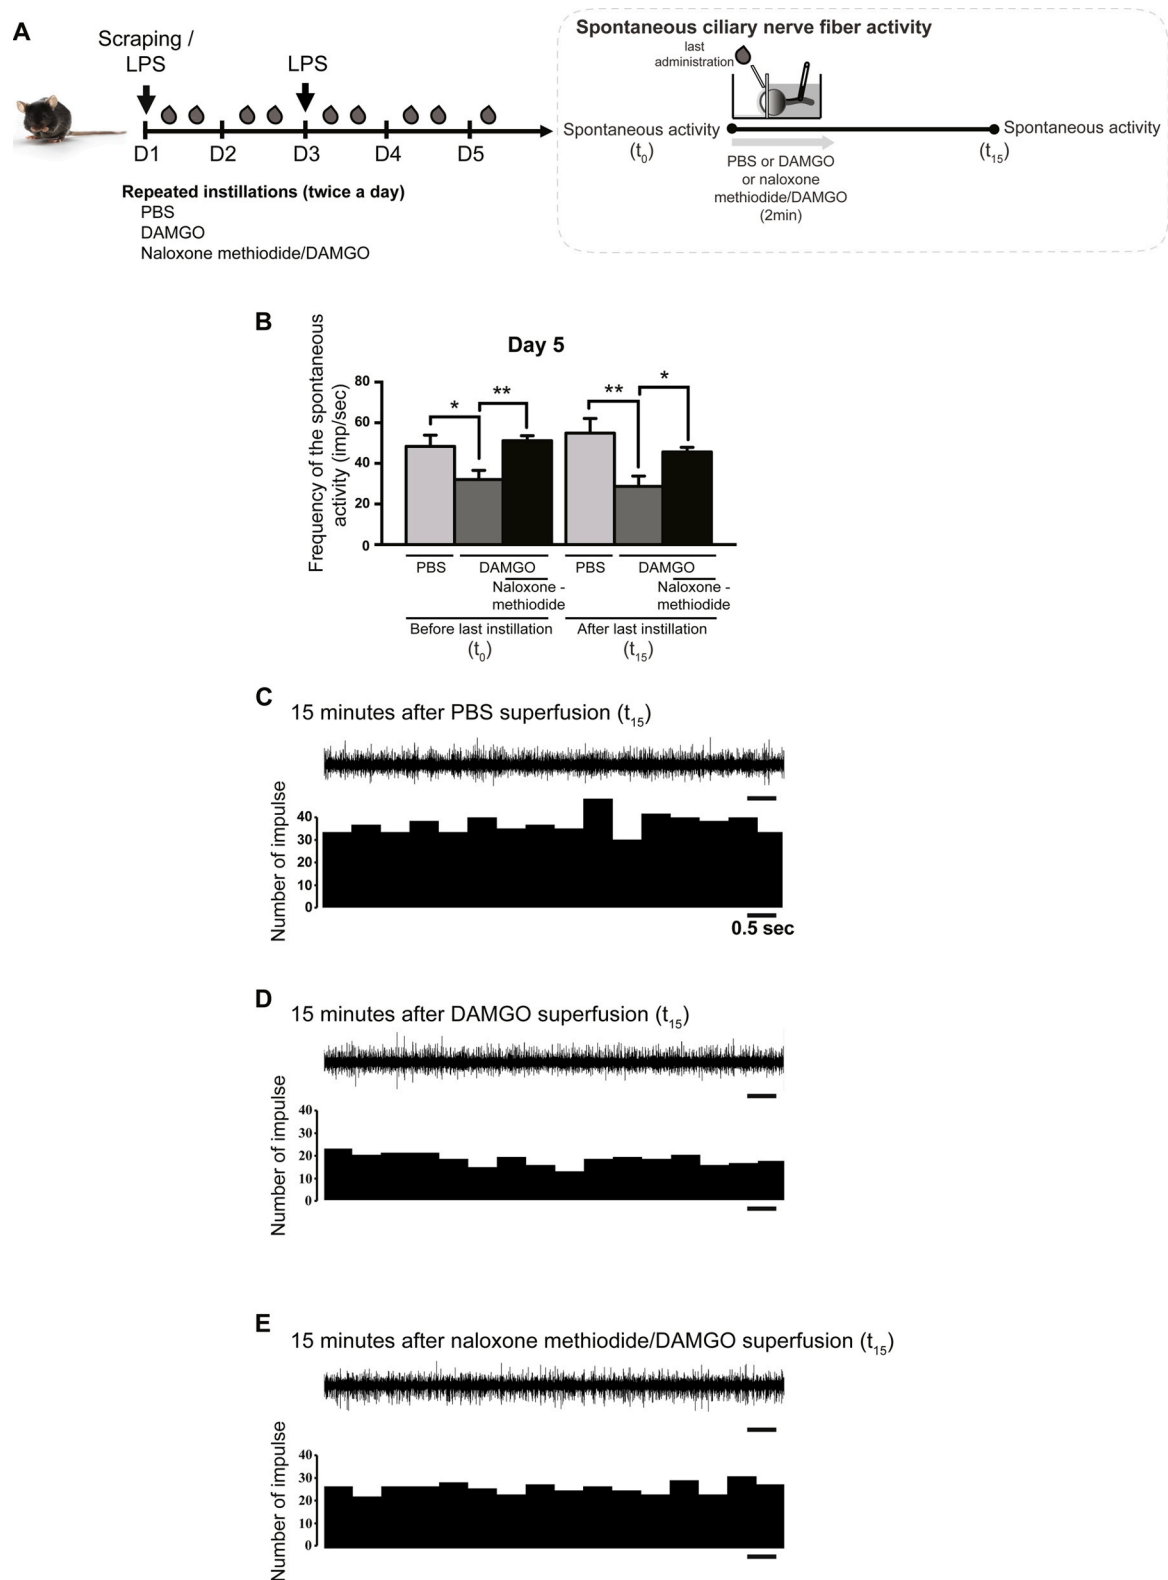 A
Scraping /
LPS
LPS
D1
D2
D3
D4
D5
Repeated instillations (twice a day)
PBS
DAMGO
Naloxone methiodide/DAMGO
Spontaneous ciliary nerve fiber activity
last
administration
Spontaneous activity
(t0)
PBS or DAMGO
or naloxone
methiodide/DAMGO
(2min)
Spontaneous activity
(t15)
B
Day 5
Frequency of the spontaneous
activity (imp/sec)
80
60
40
20
0
*
**
**
*
PBS
DAMGO
PBS
DAMGO
Naloxone -
methiodide
Naloxone -
methiodide
Before last instillation
(t0)
After last instillation
(t15)
C
15 minutes after PBS superfusion (t15)
Number of impulse
40
30
20
10
0
0.5 sec
D
15 minutes after DAMGO superfusion (t15)
Number of impulse
40
30
20
10
0
E
15 minutes after naloxone methiodide/DAMGO superfusion (t15)
Number of impulse
40
30
20
10
0